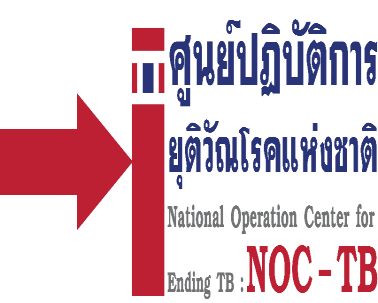 ศูนย์ปฏิบัติการ
ยุติวัณโรคแห่งชาติ
National Operation Center for
Ending TB : NOC - TB